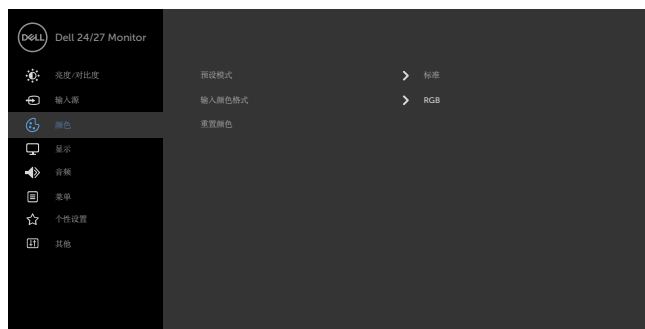 DELL Dell 24/27 Monitor
亮度/对比度 预设模式 标准
输入源 输入颜色格式 RGB
颜色 重置颜色
显示
音频
菜单
个性设置
其他